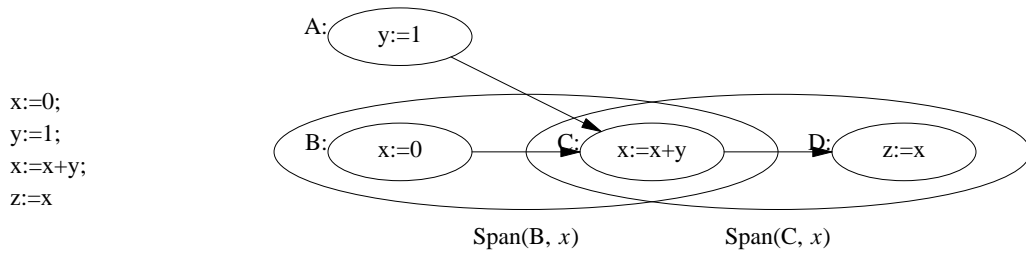 x:=0;
y:=1;
x:=x+y;
z:=x
A: y:=1
B: x:=0
C: x:=x+y
D: z:=x
Span(B, x)
Span(C, x)